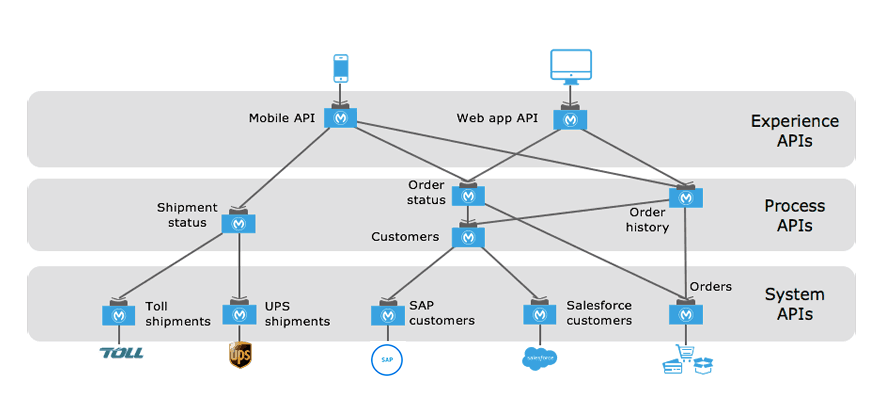 Mobile API
Web app API
Experience
APIs
Shipment
status
Order
status
Customers
Order
history
Process
APIs
Toll
shipments
UPS
shipments
SAP
customers
Salesforce
customers
Orders
System
APIs
TOLL
ups
SAP
salesforce